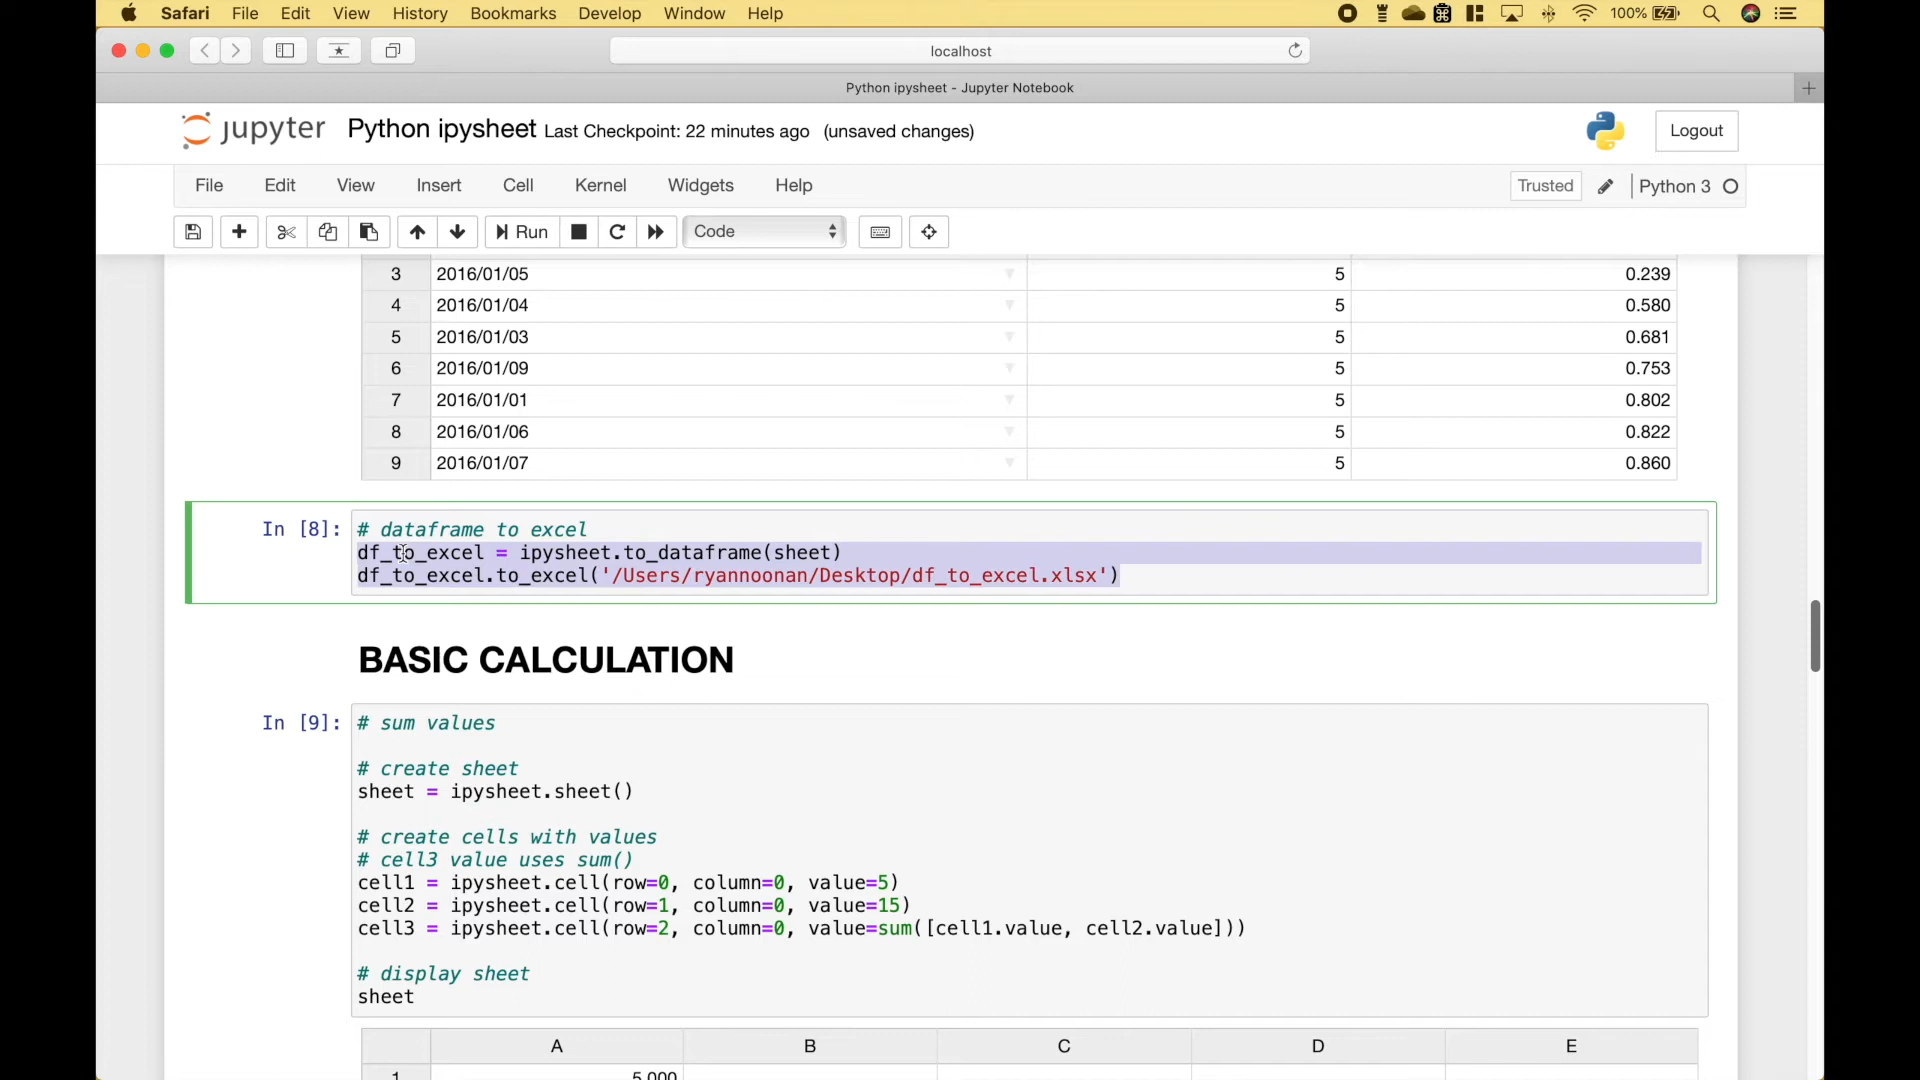 Safari File Edit View History Bookmarks Develop Window Help 100%
localhost
Python ipysheet - Jupyter Notebook
jupyter Python ipysheet Last Checkpoint: 22 minutes ago (unsaved changes) Logout
File Edit View Insert Cell Kernel Widgets Help Trusted Python 3
Run Code
3 2016/01/05 5 0.239
4 2016/01/04 5 0.580
5 2016/01/03 5 0.681
6 2016/01/09 5 0.753
7 2016/01/01 5 0.802
8 2016/01/06 5 0.822
9 2016/01/07 5 0.860
In [8]: # dataframe to excel
df_to_excel = ipysheet.to_dataframe(sheet)
df_to_excel.to_excel('/Users/ryannoonan/Desktop/df_to_excel.xlsx')
BASIC CALCULATION
In [9]: # sum values
# create sheet
sheet = ipysheet.sheet()
# create cells with values
# cell3 value uses sum()
cell1 = ipysheet.cell(row=0, column=0, value=5)
cell2 = ipysheet.cell(row=1, column=0, value=15)
cell3 = ipysheet.cell(row=2, column=0, value=sum([cell1.value, cell2.value]))
# display sheet
sheet
A B C D E
1 5.000